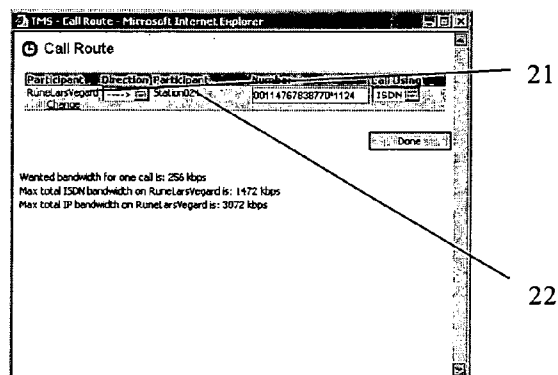 TMS - Call Route - Microsoft Internet Explorer
Call Route
Participant Direction Participant Number Call Using
RuneLarsVegard ----> Station024 ISDN
Change
Done
Wanted bandwidth for one call is: 256 kbps
Max total ISDN bandwidth on RuneLarsVegard is: 1472 kbps
Max total IP bandwidth on RuneLarsVegard is: 3072 kbps
21
22